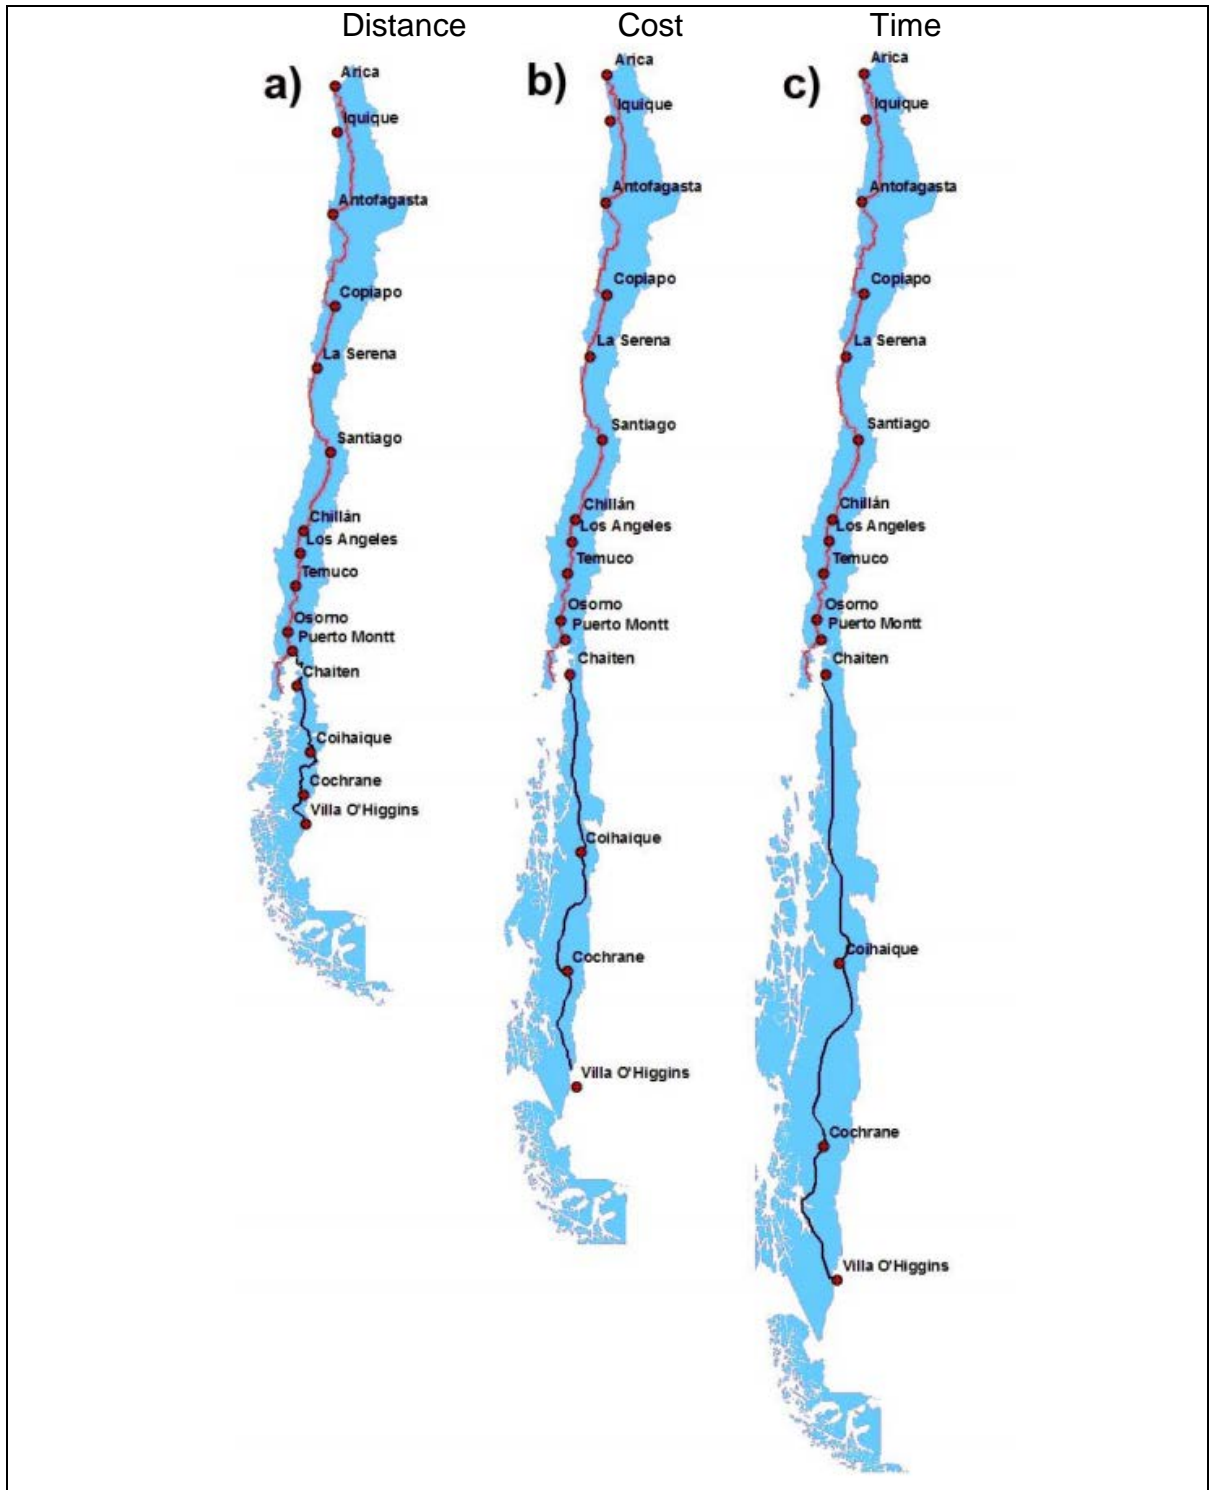 Distance
Cost
Time
a)
Arica
Iquique
Antofagasta
Copiapo
La Serena
Santiago
Chillán
Los Angeles
Temuco
Osorno
Puerto Montt
Chaiten
Coihaique
Cochrane
Villa O'Higgins
b)
Arica
Iquique
Antofagasta
Copiapo
La Serena
Santiago
Chillán
Los Angeles
Temuco
Osorno
Puerto Montt
Chaiten
Coihaique
Cochrane
Villa O'Higgins
c)
Arica
Iquique
Antofagasta
Copiapo
La Serena
Santiago
Chillán
Los Angeles
Temuco
Osorno
Puerto Montt
Chaiten
Coihaique
Cochrane
Villa O'Higgins